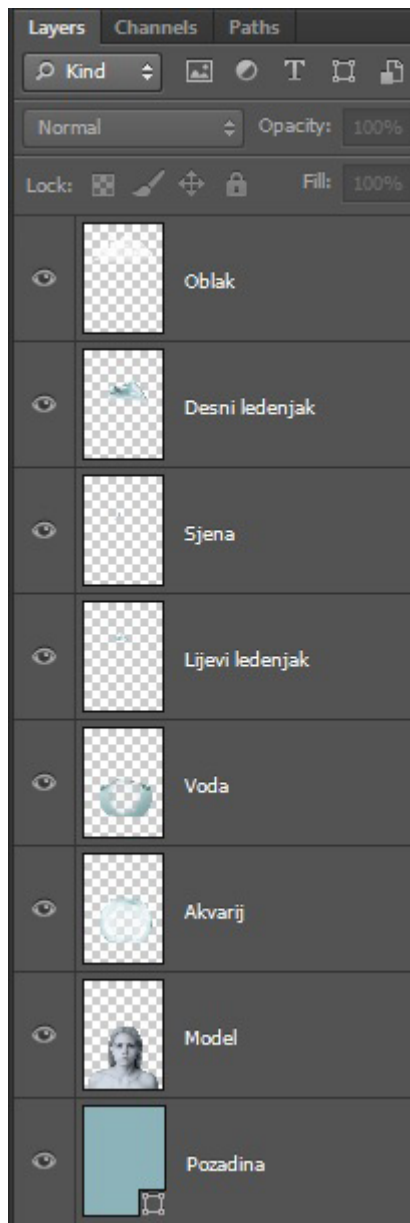 Layers Channels Paths
Kind T
Normal Opacity: 100%
Lock: Fill: 100%
Oblak
Desni ledenjak
Sjena
Lijevi ledenjak
Voda
Akvarij
Model
Pozadina